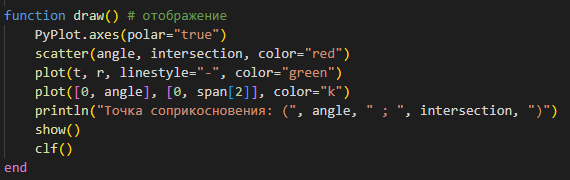 function draw() # отображение
    PyPlot.axes(polar="true")
    scatter(angle, intersection, color="red")
    plot(t, r, linestyle="-", color="green")
    plot([0, angle], [0, span[2]], color="k")
    println("Точка соприкосновения: (", angle, " ; ", intersection, ")")
    show()
    clf()
end